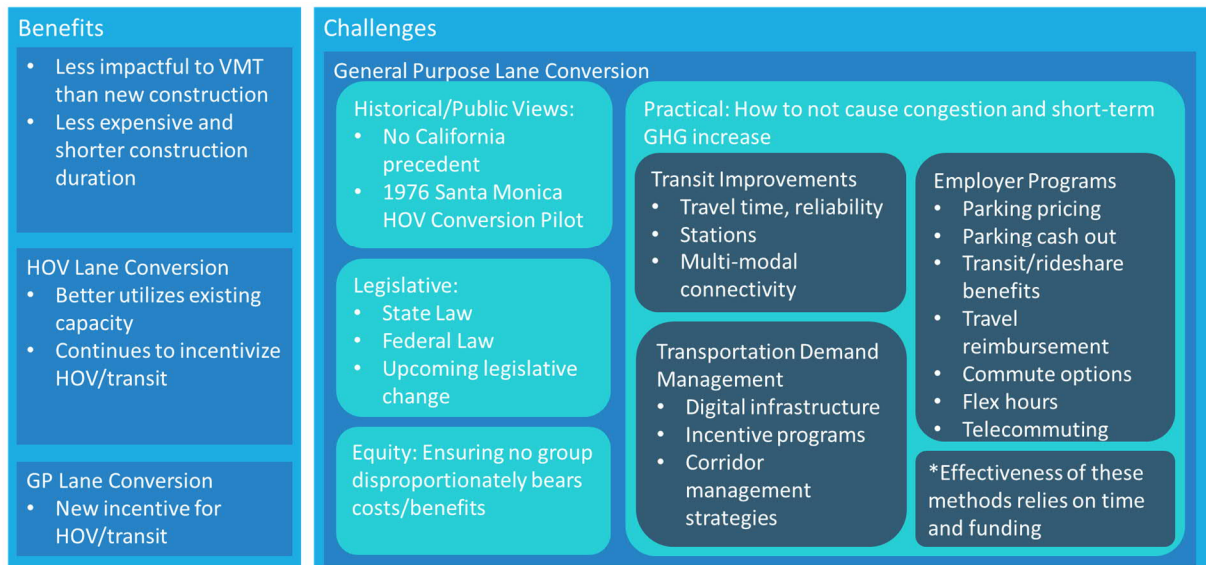 Benefits
• Less impactful to VMT
than new construction
• Less expensive and
shorter construction
duration
HOV Lane Conversion
• Better utilizes existing
capacity
• Continues to incentivize
HOV/transit
GP Lane Conversion
• New incentive for
HOV/transit
Challenges
General Purpose Lane Conversion
Historical/Public Views:
• No California
precedent
• 1976 Santa Monica
HOV Conversion Pilot
Legislative:
• State Law
• Federal Law
• Upcoming legislative
change
Equity: Ensuring no group
disproportionately bears
costs/benefits
Practical: How to not cause congestion and short-term
GHG increase
Transit Improvements
• Travel time, reliability
• Stations
• Multi-modal
connectivity
Transportation Demand
Management
• Digital infrastructure
• Incentive programs
• Corridor
management
strategies
Employer Programs
• Parking pricing
• Parking cash out
• Transit/rideshare
benefits
• Travel
reimbursement
• Commute options
• Flex hours
• Telecommuting
*Effectiveness of these
methods relies on time
and funding